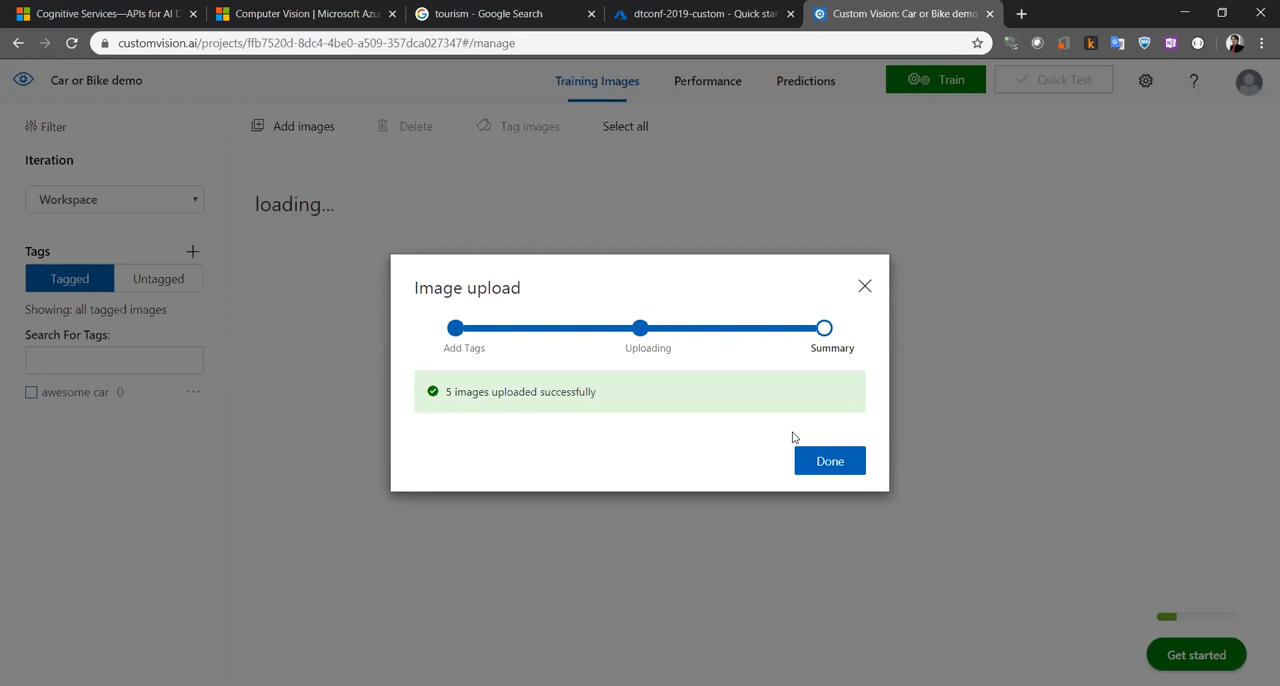 Cognitive Services—APIs for AI D
Computer Vision | Microsoft Azu
tourism - Google Search
dtconf-2019-custom - Quick star
Custom Vision: Car or Bike demo
customvision.ai/projects/ffb7520d-8dc4-4be0-a509-357dca027347#/manage
Car or Bike demo
Training Images
Performance
Predictions
Train
Quick Test
?
Filter
Add images
Delete
Tag images
Select all
Iteration
Workspace
loading...
Tags
Tagged
Untagged
Showing: all tagged images
Search For Tags:
awesome car 0
Image upload
Add Tags
Uploading
Summary
5 images uploaded successfully
Done
Get started